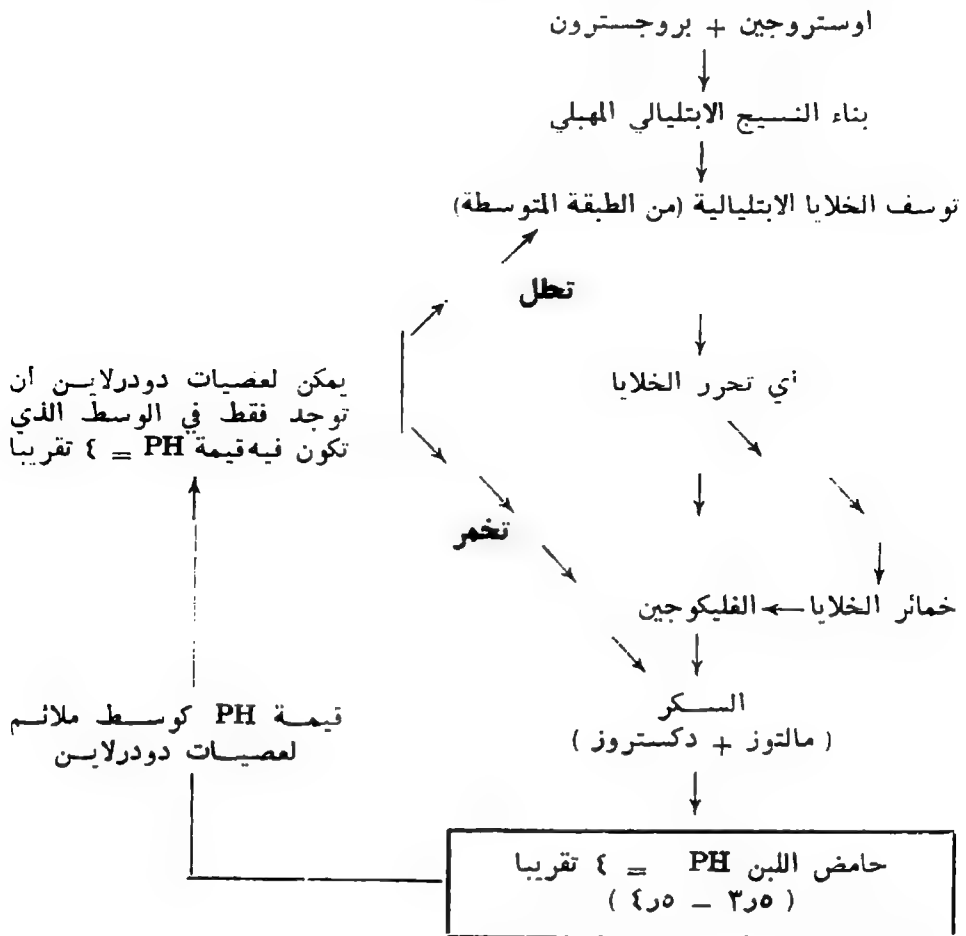 اوستروجين + بروجسترون
بناء النسيج الابتليالي المهبلي
توسف الخلايا الابتليالية (من الطبقة المتوسطة)
تحلل
أي تحرر الخلايا
يمكن لعصيات دودرلاين أن
توجد فقط في الوسط الذي
تكون فيه قيمة PH = ٤ تقريبا
تخمر
خمائر الخلايا ← الفليكوجين
السكر
( مالتوز + دكستروز )
قيمة PH كوسط ملائم
لعصيات دودرلاين
حامض اللبن PH = ٤ تقريبا
( ٣ر٥ – ٤ر٥ )